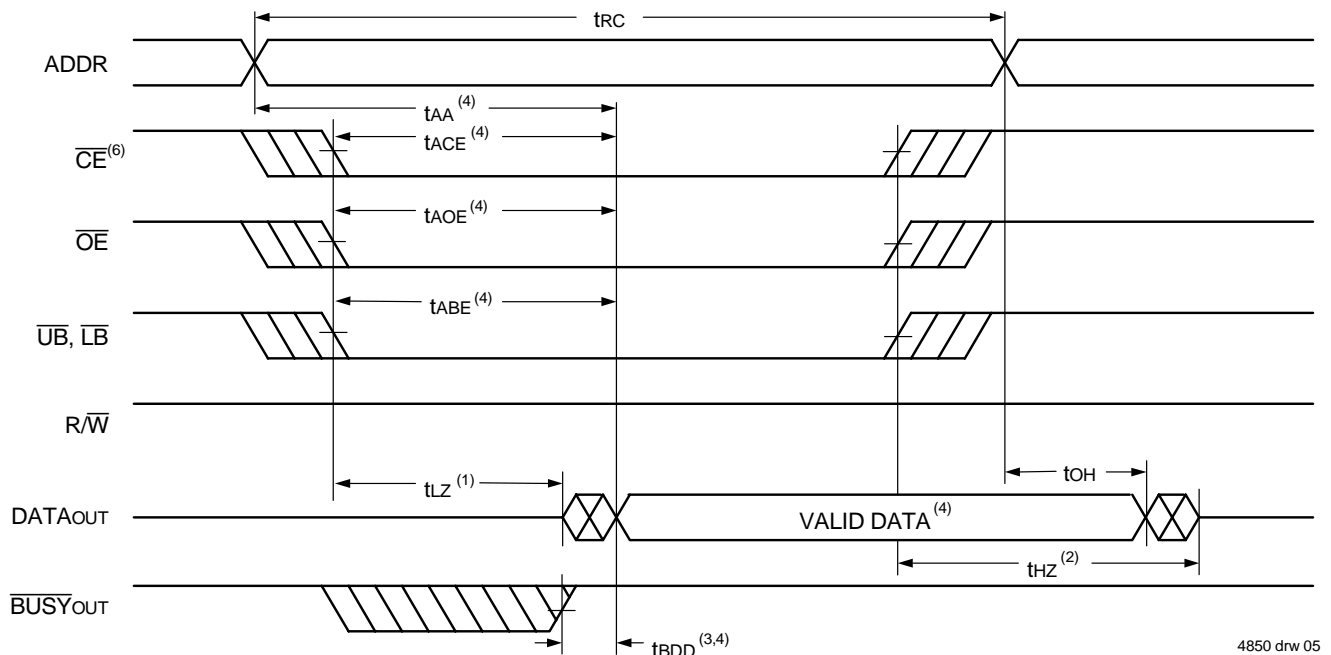 tRC
ADDR
tAA (4)
tACE (4)
CE(6)
tAOE (4)
OE
tABE (4)
UB, LB
R/W
tLZ (1)
tOH
DATAOUT
VALID DATA (4)
tHZ (2)
BUSYOUT
tBDD (3,4)
4850 drw 05